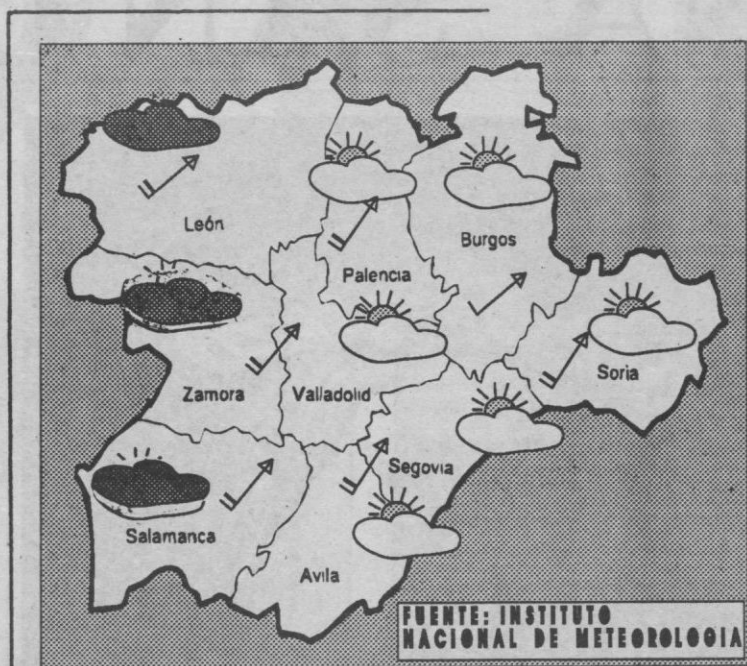 León
Burgos
Palencia
Soria
Zamora
Valladolid
Segovia
Salamanca
Avila
FUENTE: INSTITUTO
NACIONAL DE METEOROLOGIA